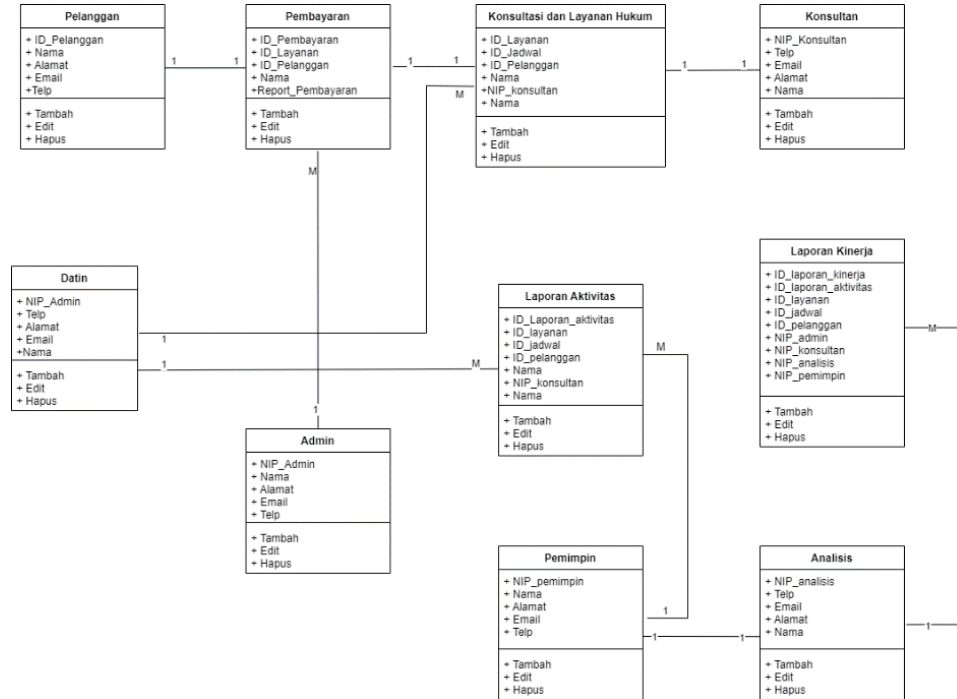 Pelanggan
+ ID_Pelanggan
+ Nama
+ Alamat
+ Email
+Telp
+ Tambah
+ Edit
+ Hapus
1
1
Pembayaran
+ ID_Pembayaran
+ ID_Layanan
+ ID_Pelanggan
+ Nama
+Report_Pembayaran
+ Tambah
+ Edit
+ Hapus
1
1
M
Konsultasi dan Layanan Hukum
+ ID_Layanan
+ ID_Jadwal
+ ID_Pelanggan
+ Nama
+NIP_konsultan
+ Nama
+ Tambah
+ Edit
+ Hapus
1
1
Konsultan
+ NIP_Konsultan
+ Telp
+ Email
+ Alamat
+ Nama
+ Tambah
+ Edit
+ Hapus
M
Datin
+ NIP_Admin
+ Telp
+ Alamat
+ Email
+Nama
+ Tambah
+ Edit
+ Hapus
1
1
M
1
Admin
+ NIP_Admin
+ Nama
+ Alamat
+ Email
+ Telp
+ Tambah
+ Edit
+ Hapus
Laporan Aktivitas
+ ID_Laporan_aktivitas
+ ID_layanan
+ ID_jadwal
+ ID_pelanggan
+ Nama
+ NIP_konsultan
+ Nama
+ Tambah
+ Edit
+ Hapus
M
Laporan Kinerja
+ ID_laporan_kinerja
+ ID_laporan_aktivitas
+ ID_layanan
+ ID_jadwal
+ ID_pelanggan
+ NIP_admin
+ NIP_konsultan
+ NIP_analisis
+ NIP_pemimpin
+ Tambah
+ Edit
+ Hapus
M
Pemimpin
+ NIP_pemimpin
+ Nama
+ Alamat
+ Email
+ Telp
+ Tambah
+ Edit
+ Hapus
1
1
1
Analisis
+ NIP_analisis
+ Telp
+ Email
+ Alamat
+ Nama
+ Tambah
+ Edit
+ Hapus
1